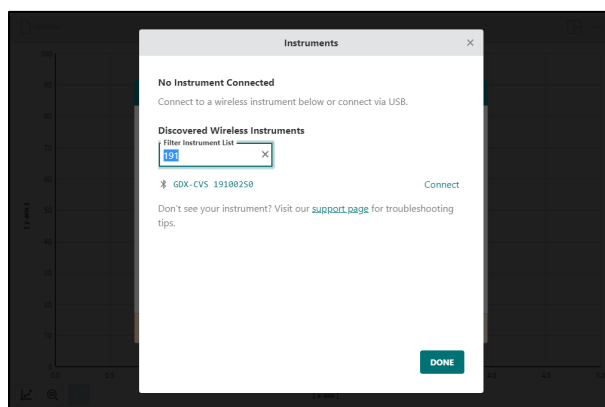 Instruments
No Instrument Connected
Connect to a wireless instrument below or connect via USB.
Discovered Wireless Instruments
Filter Instrument List
191
GDX-CVS 191002S0 Connect
Don't see your instrument? Visit our support page for troubleshooting
tips.
DONE